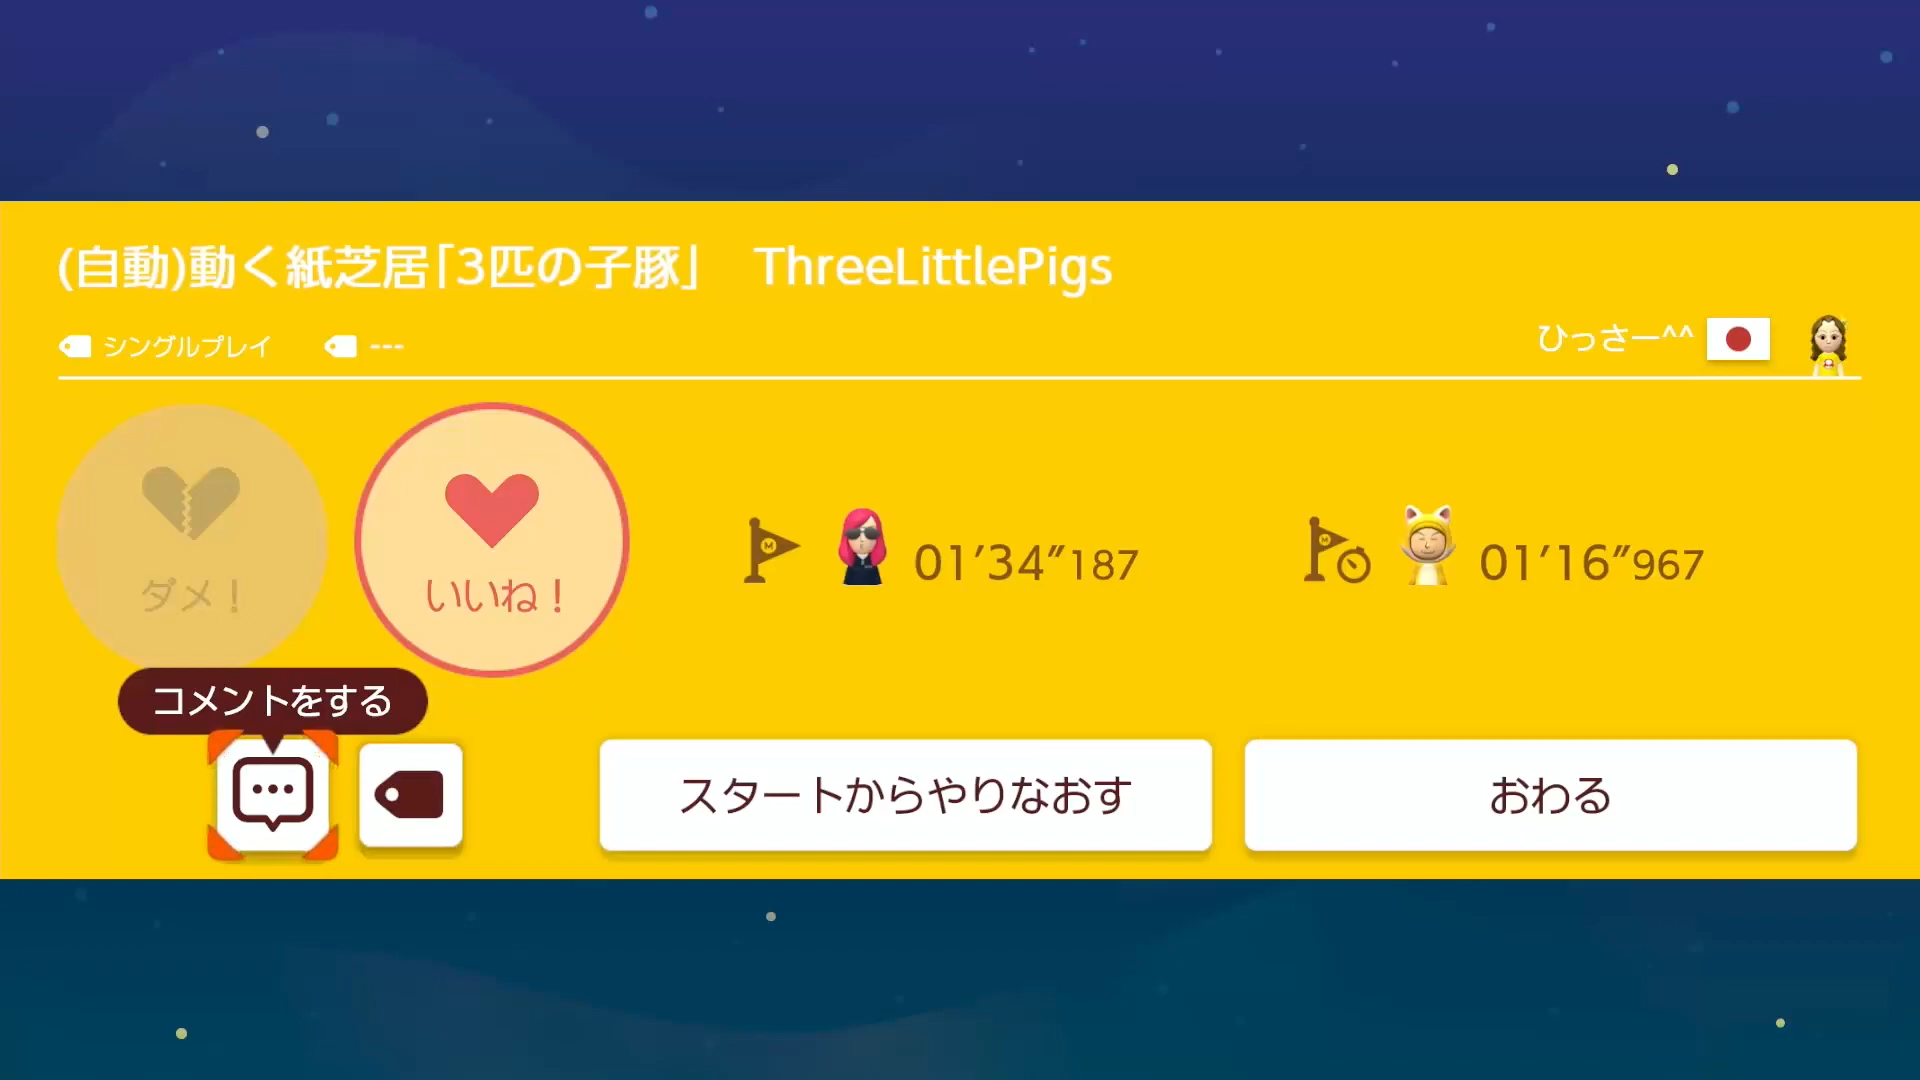 (自動)動く紙芝居「3匹の子豚」　ThreeLittlePigs
シングルプレイ　---
ひっさー^^
ダメ！
いいね！
01′34″187
01′16″967
コメントをする
スタートからやりなおす
おわる